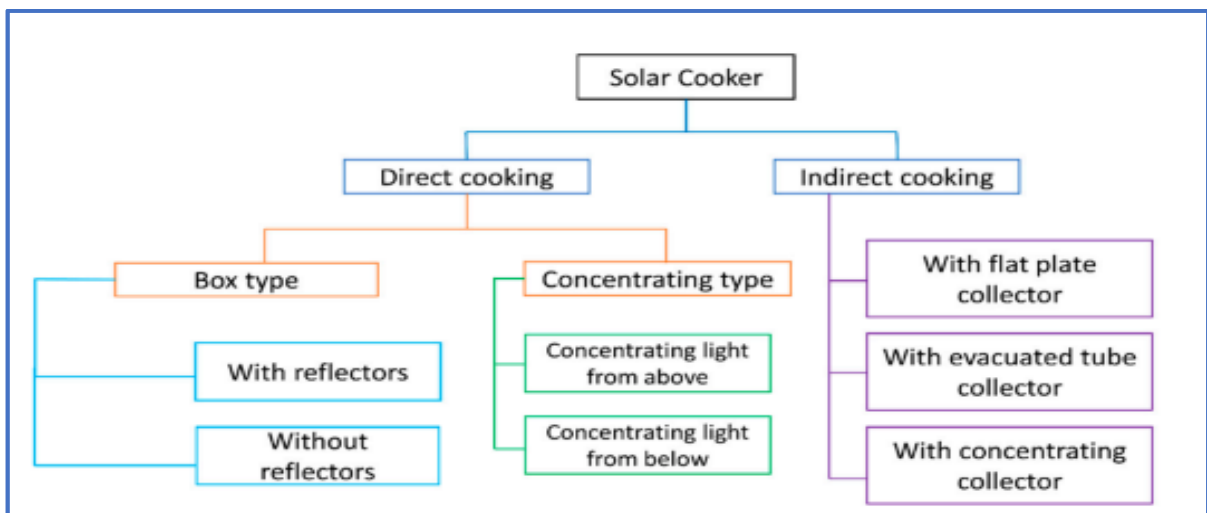 Solar Cooker
Direct cooking
Indirect cooking
Box type
Concentrating type
With reflectors
Without
reflectors
Concentrating light
from above
Concentrating light
from below
With flat plate
collector
With evacuated tube
collector
With concentrating
collector